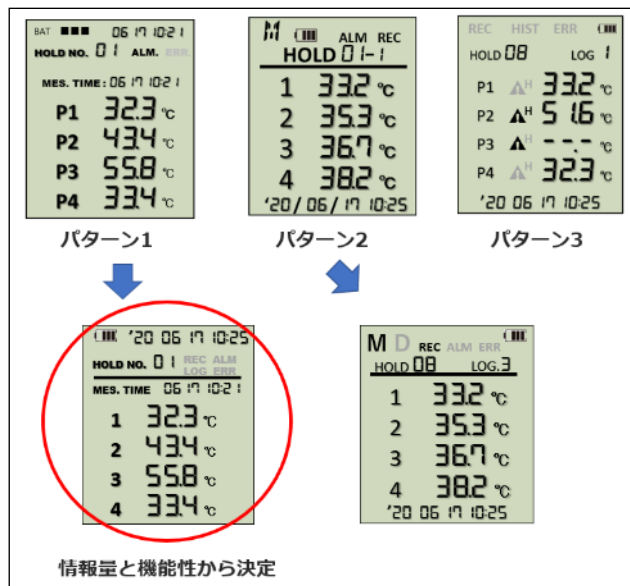 BAT 06 17 10:21
HOLD NO. 01 ALM. ERR
MES. TIME : 06 17 10:21
P1 32.3 ℃
P2 43.4 ℃
P3 55.8 ℃
P4 33.4 ℃
パターン1
M ALM REC
HOLD 01-1
1 33.2 ℃
2 35.3 ℃
3 36.7 ℃
4 38.2 ℃
'20/06/17 10:25
パターン2
REC HIST ERR
HOLD 08 LOG 1
P1 H 33.2 ℃
P2 H 51.6 ℃
P3 H --.- ℃
P4 H 32.3 ℃
'20 06 17 10:25
パターン3
'20 06 17 10:25
HOLD NO. 01 REC ALM
LOG ERR
MES. TIME 06 17 10:21
1 32.3 ℃
2 43.4 ℃
3 55.8 ℃
4 33.4 ℃
M D REC ALM ERR
HOLD 08 LOG.3
1 33.2 ℃
2 35.3 ℃
3 36.7 ℃
4 38.2 ℃
'20 06 17 10:25
情報量と機能性から決定